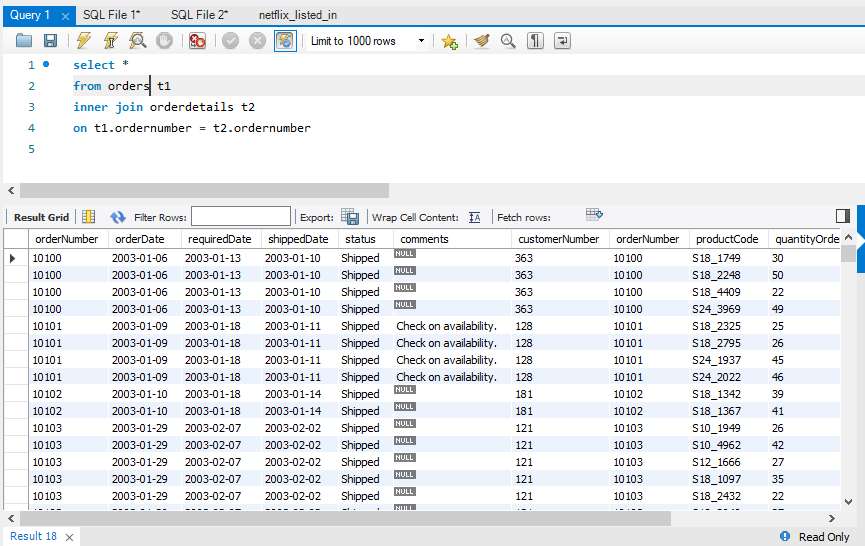 Query 1 SQL File 1* SQL File 2* netflix_listed_in
Limit to 1000 rows
1 select *
2 from orders t1
3 inner join orderdetails t2
4 on t1.ordernumber = t2.ordernumber
5
Result Grid Filter Rows: Export: Wrap Cell Content: IA Fetch rows:
orderNumber orderDate requiredDate shippedDate status comments customerNumber orderNumber productCode quantityOrde
10100 2003-01-06 2003-01-13 2003-01-10 Shipped NULL 363 10100 S18_1749 30
10100 2003-01-06 2003-01-13 2003-01-10 Shipped NULL 363 10100 S18_2248 50
10100 2003-01-06 2003-01-13 2003-01-10 Shipped NULL 363 10100 S18_4409 22
10100 2003-01-06 2003-01-13 2003-01-10 Shipped NULL 363 10100 S24_3969 49
10101 2003-01-09 2003-01-18 2003-01-11 Shipped Check on availability. 128 10101 S18_2325 25
10101 2003-01-09 2003-01-18 2003-01-11 Shipped Check on availability. 128 10101 S18_2795 26
10101 2003-01-09 2003-01-18 2003-01-11 Shipped Check on availability. 128 10101 S24_1937 45
10101 2003-01-09 2003-01-18 2003-01-11 Shipped Check on availability. 128 10101 S24_2022 46
10102 2003-01-10 2003-01-18 2003-01-14 Shipped NULL 181 10102 S18_1342 39
10102 2003-01-10 2003-01-18 2003-01-14 Shipped NULL 181 10102 S18_1367 41
10103 2003-01-29 2003-02-07 2003-02-02 Shipped NULL 121 10103 S10_1949 26
10103 2003-01-29 2003-02-07 2003-02-02 Shipped NULL 121 10103 S10_4962 42
10103 2003-01-29 2003-02-07 2003-02-02 Shipped NULL 121 10103 S12_1666 27
10103 2003-01-29 2003-02-07 2003-02-02 Shipped NULL 121 10103 S18_1097 35
10103 2003-01-29 2003-02-07 2003-02-02 Shipped NULL 121 10103 S18_2432 22
Result 18 Read Only